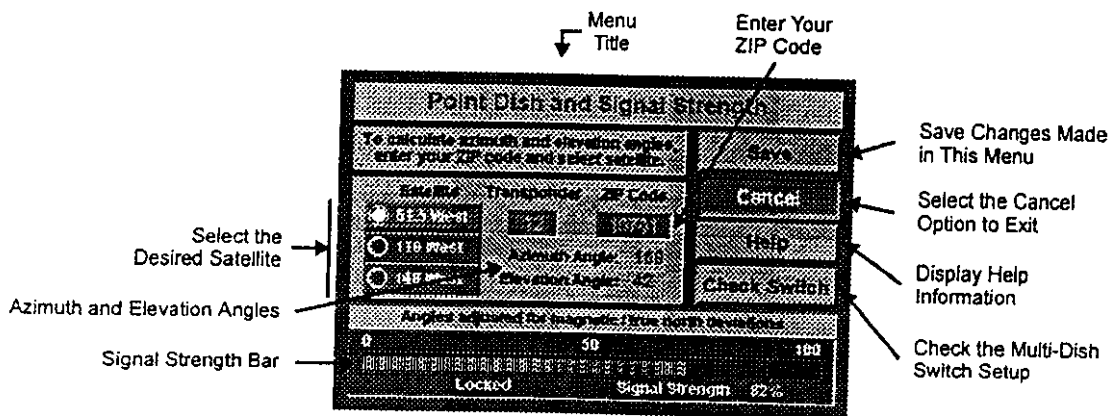 Menu
Title
Enter Your
ZIP Code
Point Dish and Signal Strength
To calculate azimuth and elevation angles,
enter your ZIP code and select satellite.
Save
Save Changes Made
in This Menu
Satellite Transponder ZIP Code
61.5 West
Cancel
Select the Cancel
Option to Exit
Select the
Desired Satellite
110 West
Azimuth Angle:
Help
Display Help
Information
West
Elevation Angle:
Check Switch
Azimuth and Elevation Angles
Angles adjusted for magnetic/true north deviations
0 50 100
Signal Strength Bar
Check the Multi-Dish
Switch Setup
Locked Signal Strength 82%